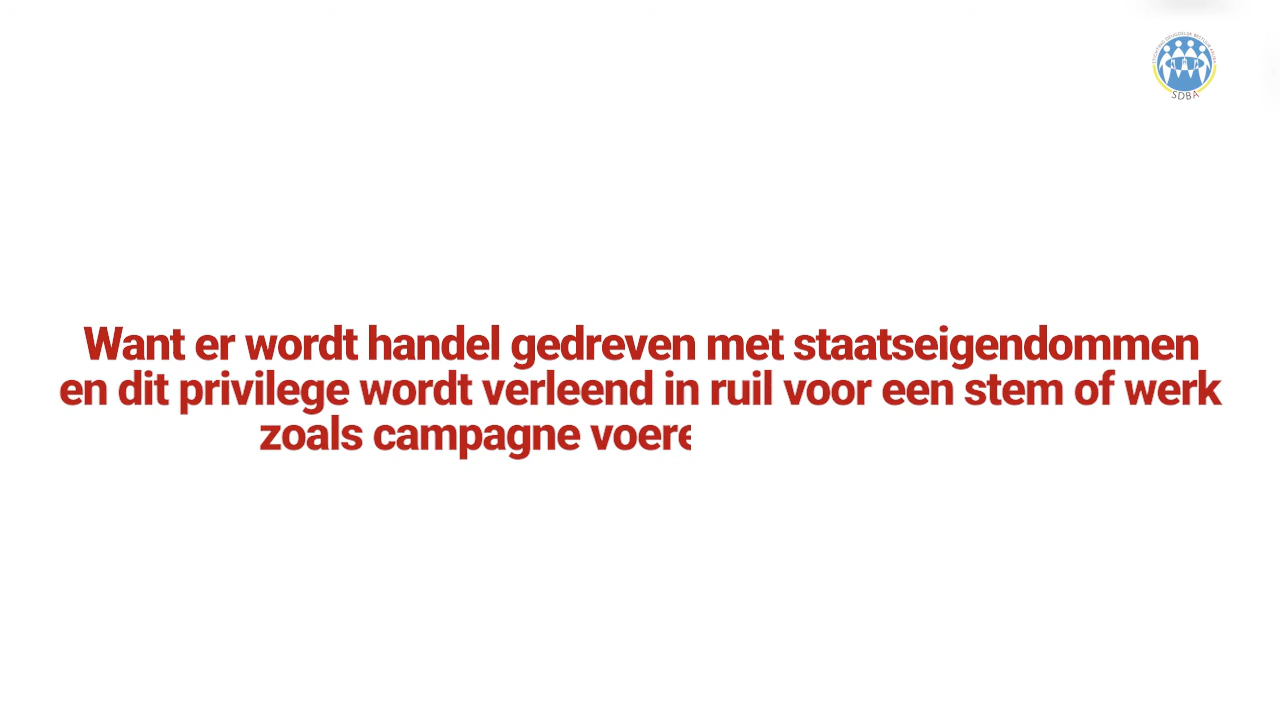 Want er wordt handel gedreven met staatseigendommen
en dit privilege wordt verleend in ruil voor een stem of werk
zoals campagne voere
SDBA